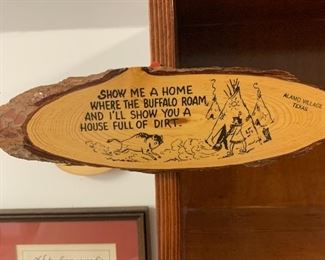 SHOW ME A HOME
WHERE THE BUFFALO ROAM,
AND I'LL SHOW YOU A
HOUSE FULL OF DIRT.
ALAMO VILLAGE
TEXAS